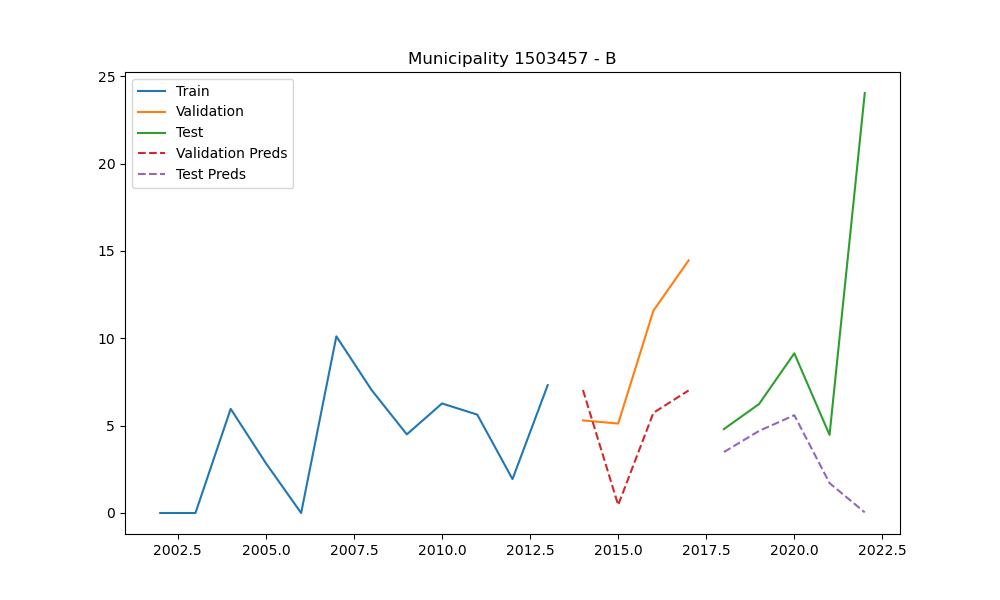 Municipality 1503457 - B
25
20
15
10
5
0
Train
Validation
Test
Validation Preds
Test Preds
2002.5 2005.0 2007.5 2010.0 2012.5 2015.0 2017.5 2020.0 2022.5